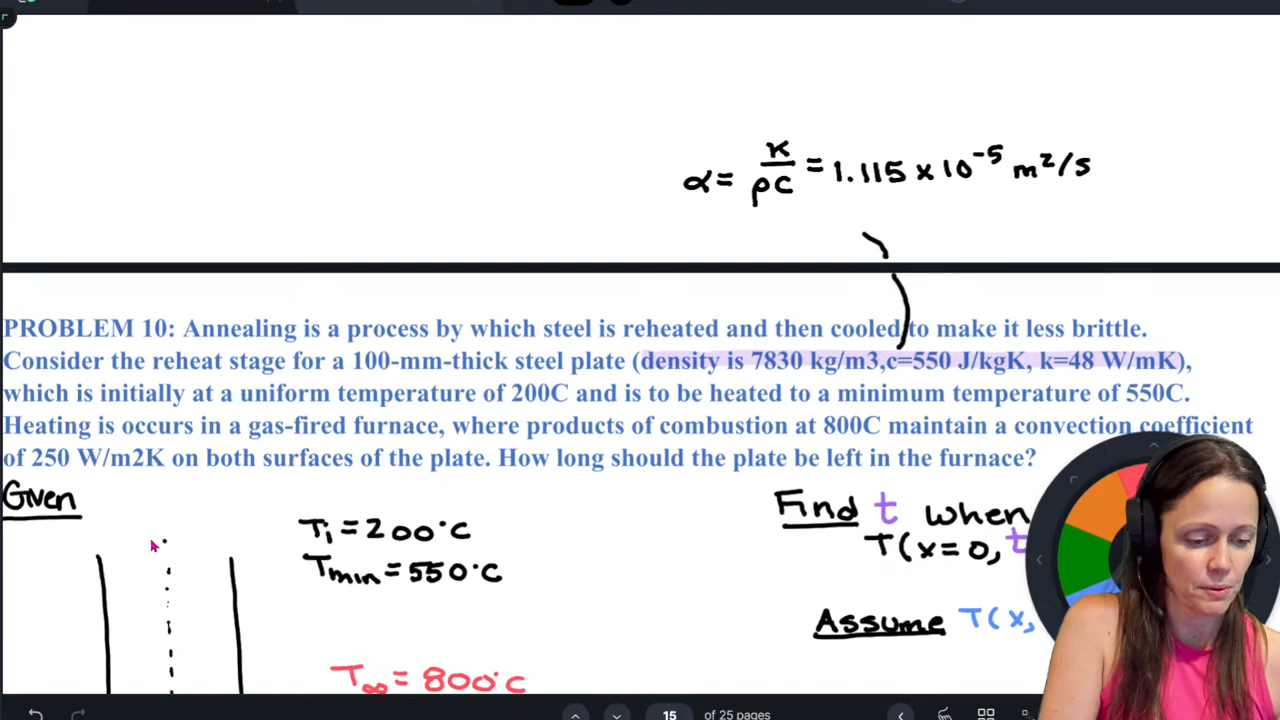 α = k/ρC = 1.115 x 10⁻⁵ m²/s
PROBLEM 10: Annealing is a process by which steel is reheated and then cooled to make it less brittle.
Consider the reheat stage for a 100-mm-thick steel plate (density is 7830 kg/m3,c=550 J/kgK, k=48 W/mK),
which is initially at a uniform temperature of 200C and is to be heated to a minimum temperature of 550C.
Heating is occurs in a gas-fired furnace, where products of combustion at 800C maintain a convection coefficient
of 250 W/m2K on both surfaces of the plate. How long should the plate be left in the furnace?
Given
Ti = 200°C
Tmin = 550°C
T∞ = 800°C
Find t when
T(x=0, t
Assume T(x,
15 of 25 pages